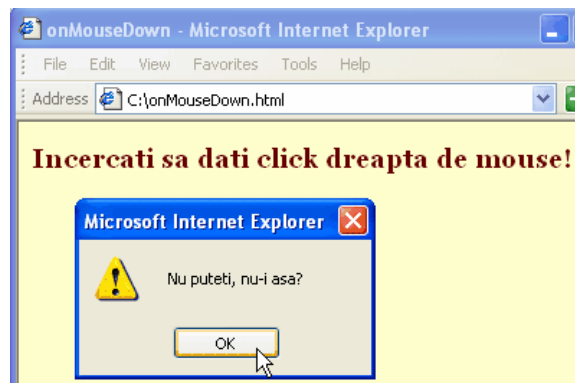 onMouseDown - Microsoft Internet Explorer
File Edit View Favorites Tools Help
Address C:\onMouseDown.html
Incercati sa dati click dreapta de mouse!
Microsoft Internet Explorer
Nu puteti, nu-i asa?
OK